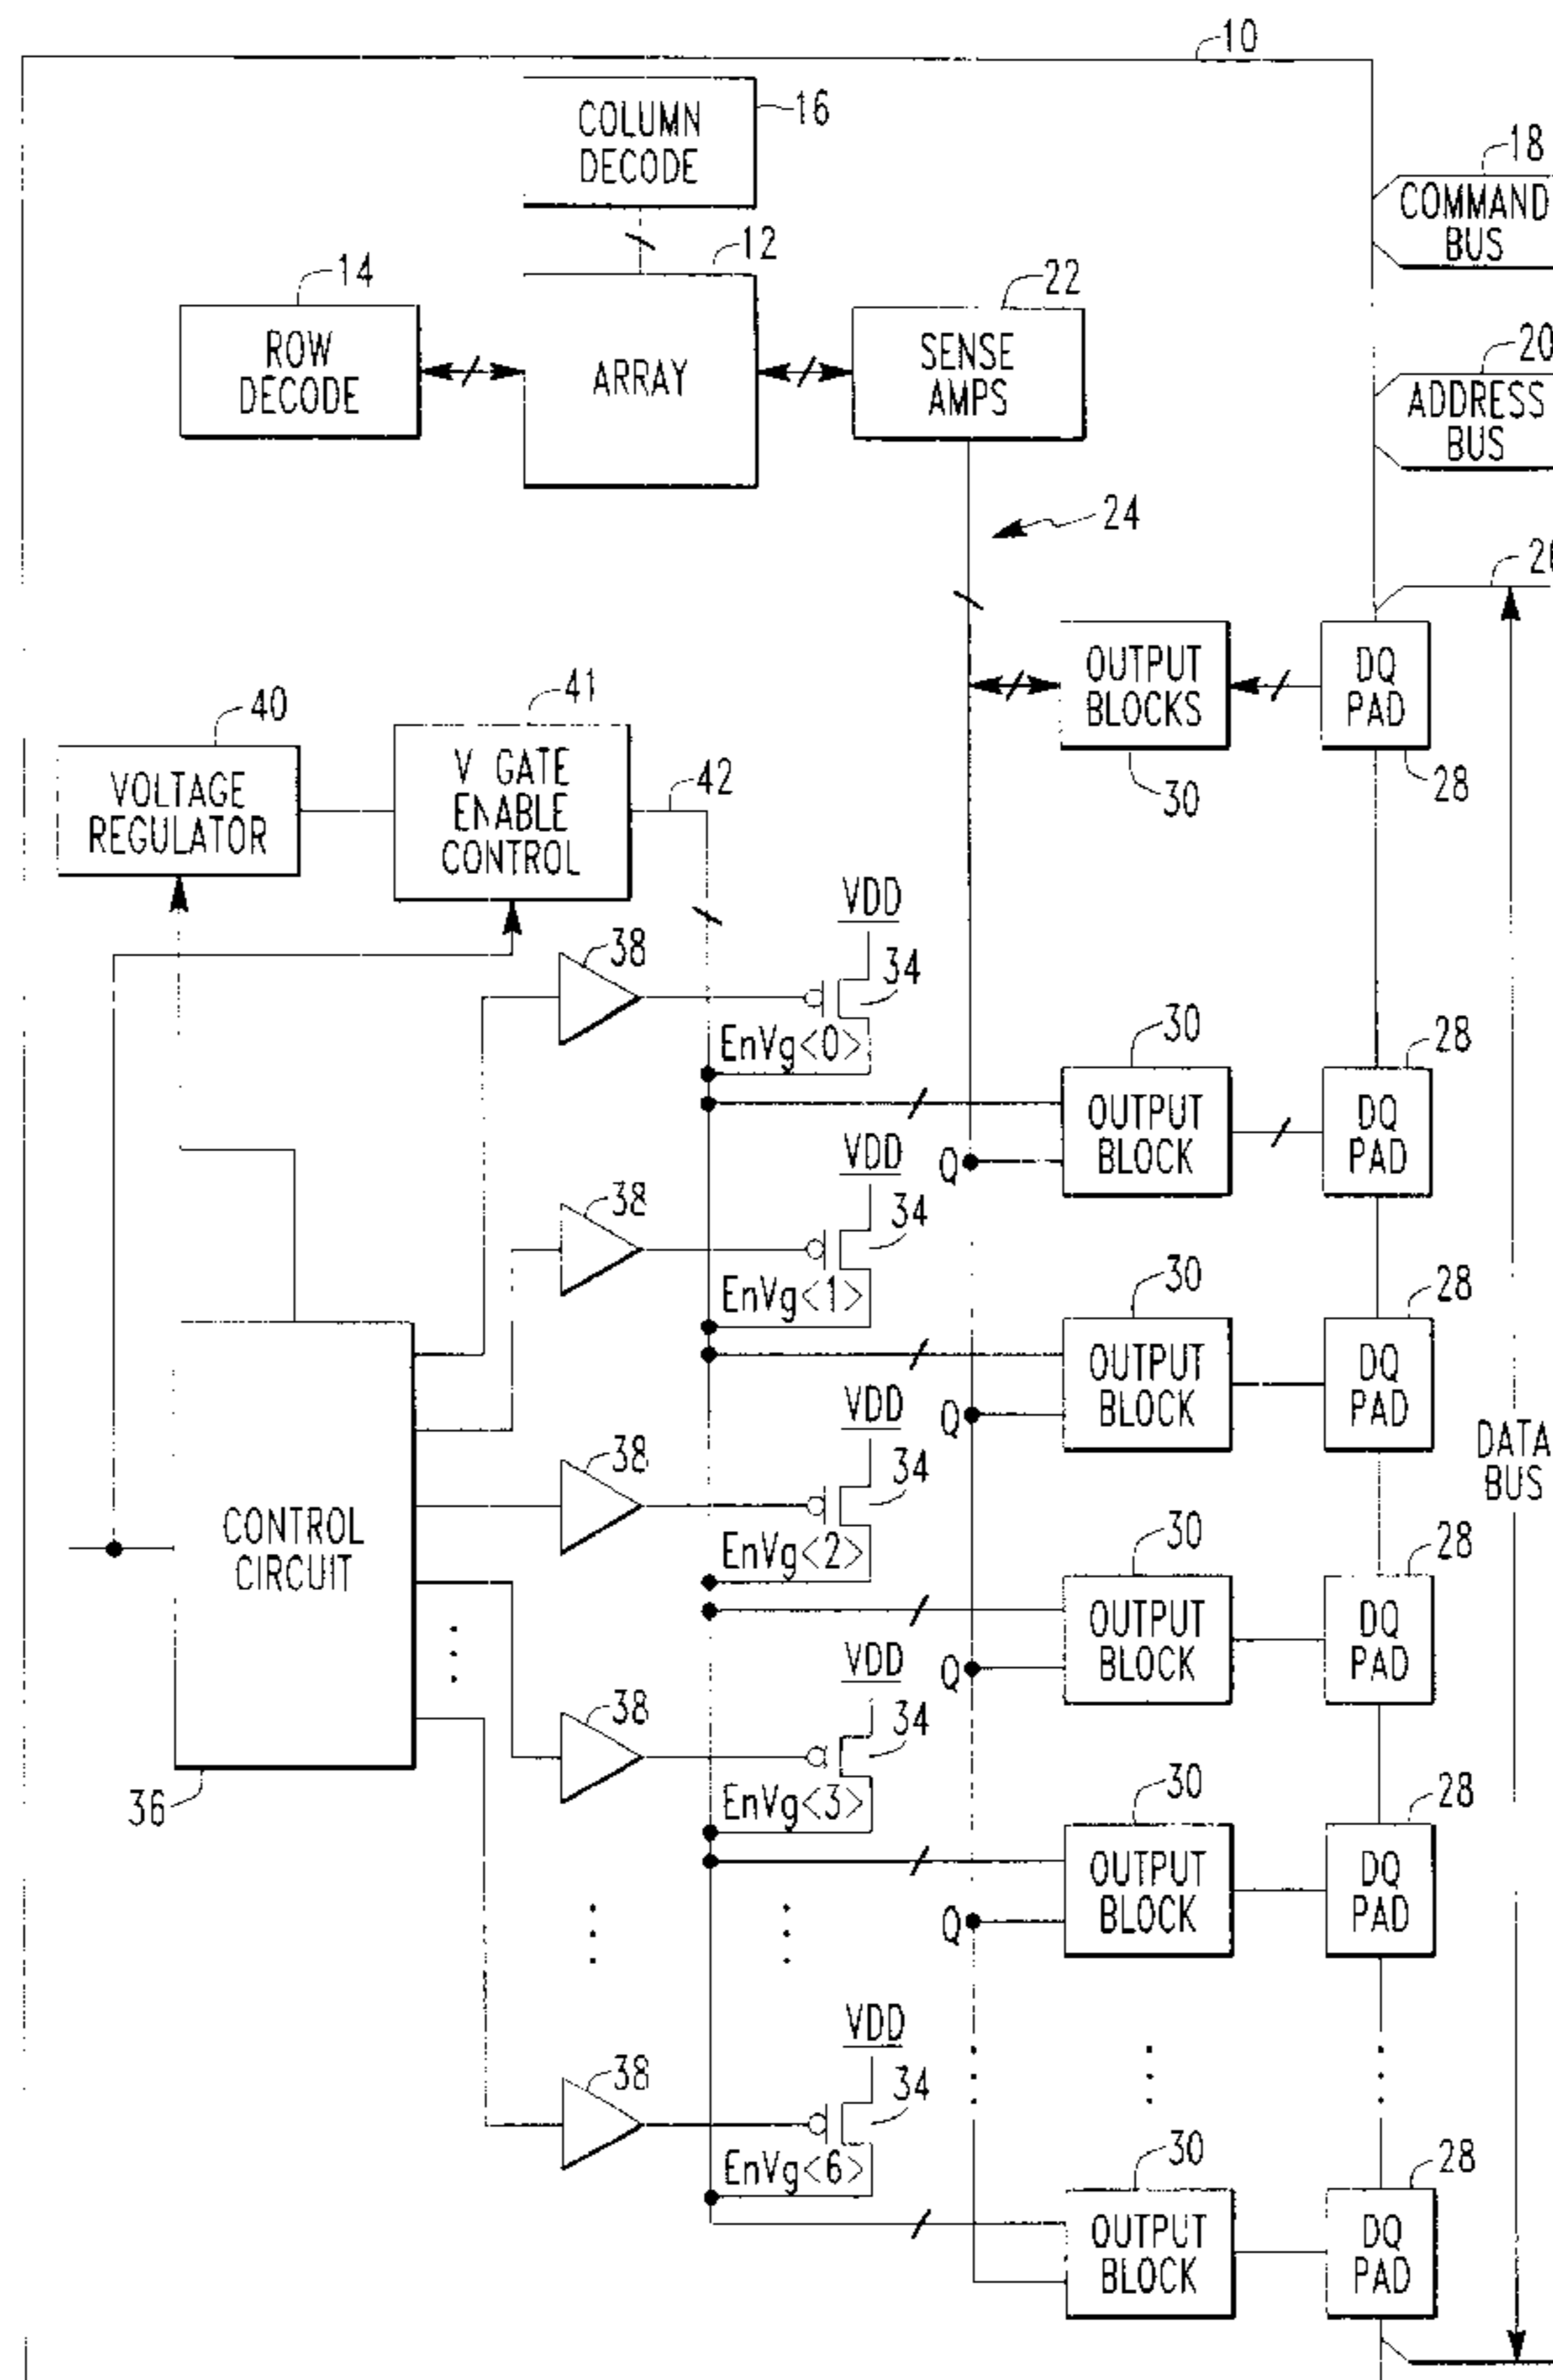 10
COLUMN
DECODE
16
18
COMMAND
BUS
12
14
22
ROW
DECODE
ARRAY
SENSE
AMPS
20
ADDRESS
BUS
24
OUTPUT
BLOCKS
DQ
PAD
30
28
40
41
42
VOLTAGE
REGULATOR
V GATE
ENABLE
CONTROL
38
VDD
34
EnVg<0>
30
28
OUTPUT
BLOCK
DQ
PAD
Q
38
VDD
34
EnVg<1>
30
28
OUTPUT
BLOCK
DQ
PAD
Q
DATA
BUS
38
VDD
34
EnVg<2>
CONTROL
CIRCUIT
36
30
28
OUTPUT
BLOCK
DQ
PAD
Q
38
VDD
34
EnVg<3>
30
28
OUTPUT
BLOCK
DQ
PAD
Q
38
VDD
34
EnVg<6>
30
28
OUTPUT
BLOCK
DQ
PAD